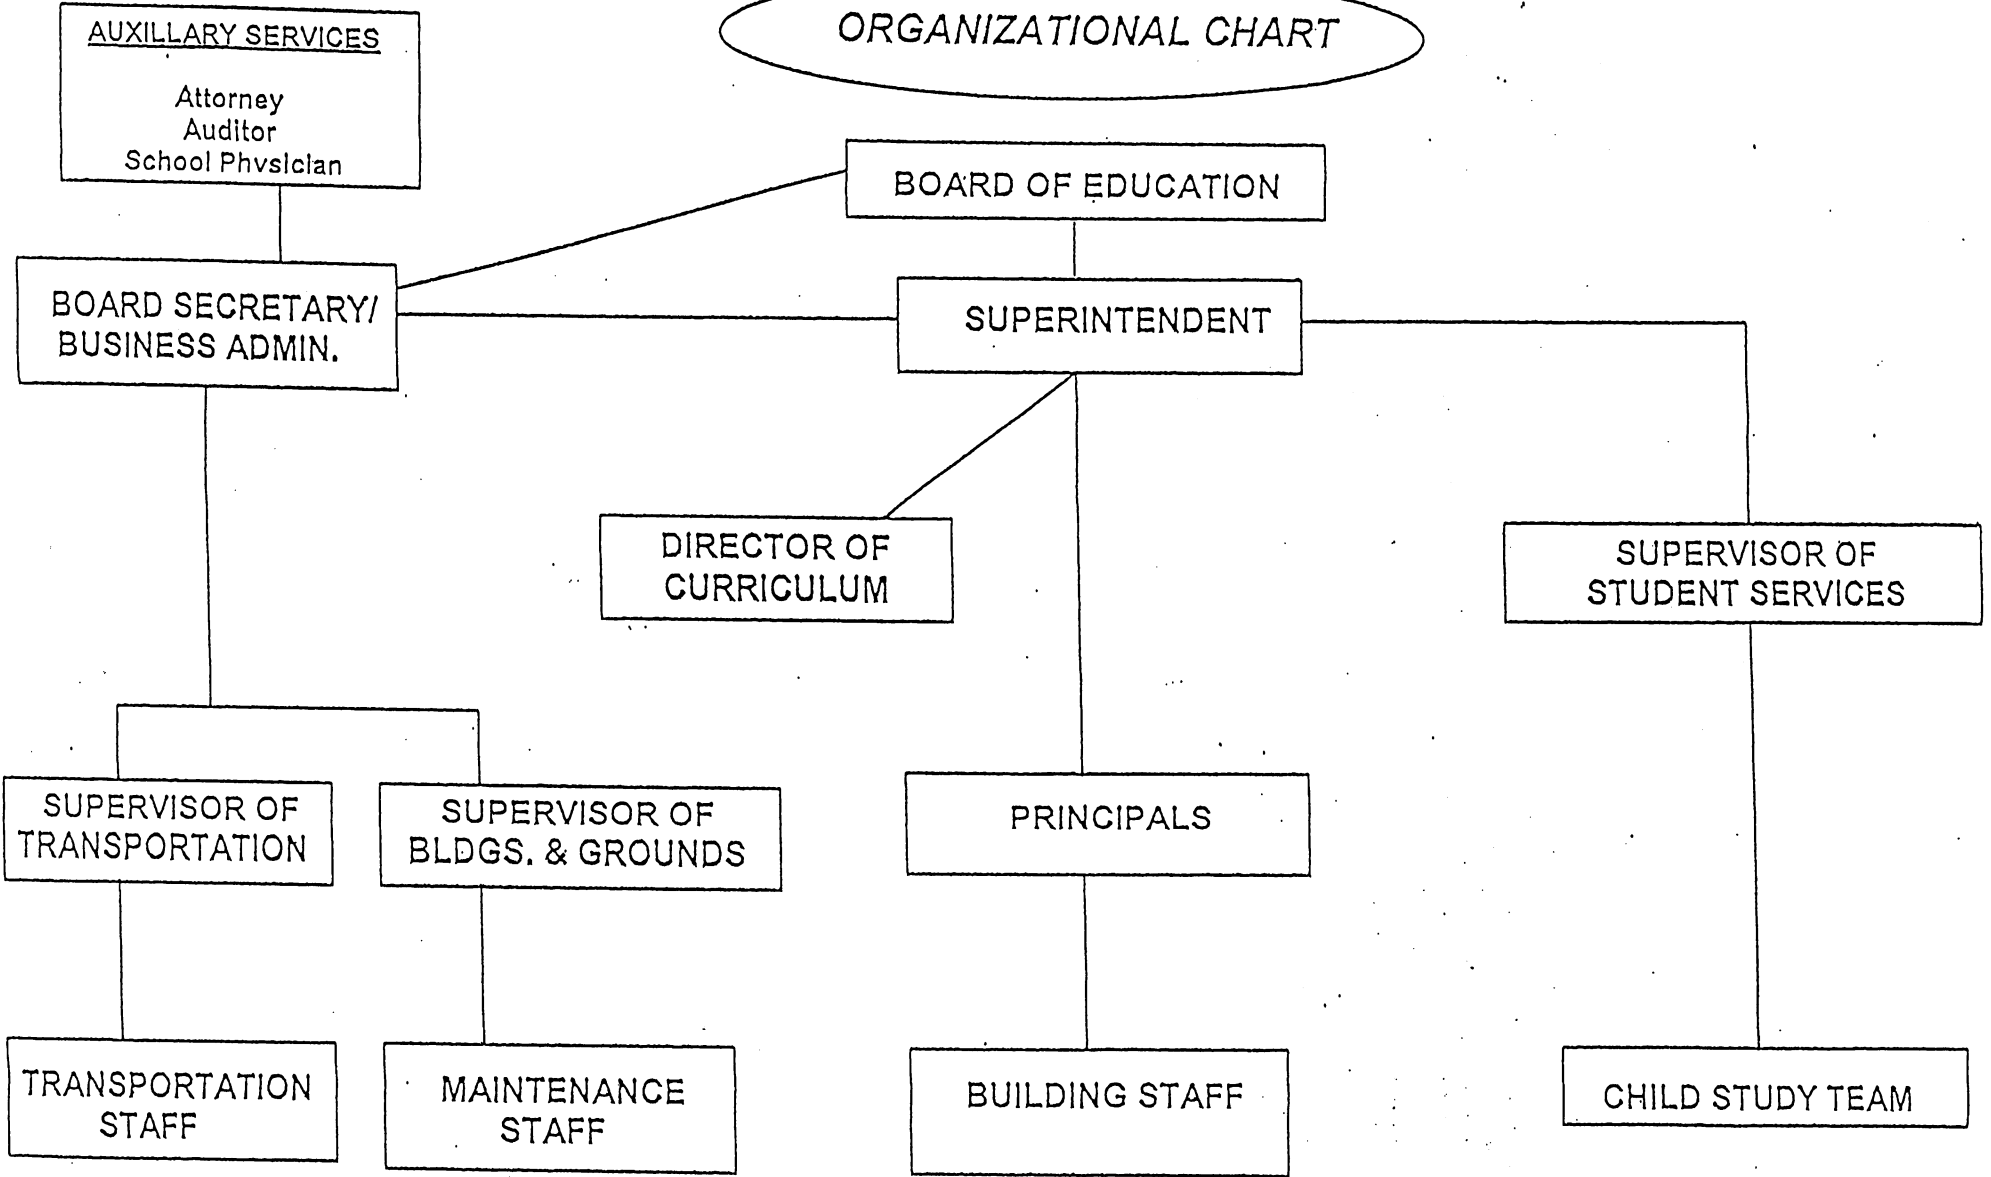 ORGANIZATIONAL CHART
AUXILLARY SERVICES
Attorney
Auditor
School Physician
BOARD OF EDUCATION
BOARD SECRETARY/
BUSINESS ADMIN.
SUPERINTENDENT
DIRECTOR OF
CURRICULUM
SUPERVISOR OF
STUDENT SERVICES
SUPERVISOR OF
TRANSPORTATION
SUPERVISOR OF
BLDGS. & GROUNDS
PRINCIPALS
TRANSPORTATION
STAFF
MAINTENANCE
STAFF
BUILDING STAFF
CHILD STUDY TEAM